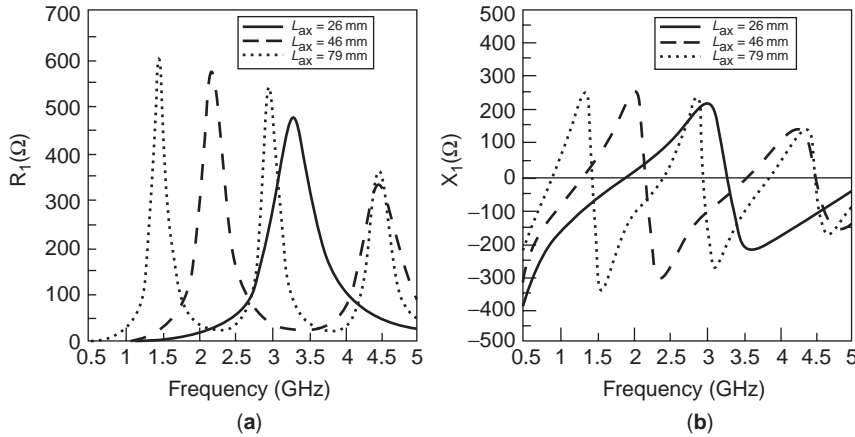 700
600
500
400
300
200
100
0
R1(Ω)
Lax = 26 mm
Lax = 46 mm
Lax = 79 mm
0.5 1 1.5 2 2.5 3 3.5 4 4.5 5
Frequency (GHz)
(a)
500
400
300
200
100
0
−100
−200
−300
−400
−500
X1(Ω)
Lax = 26 mm
Lax = 46 mm
Lax = 79 mm
0.5 1 1.5 2 2.5 3 3.5 4 4.5 5
Frequency (GHz)
(b)